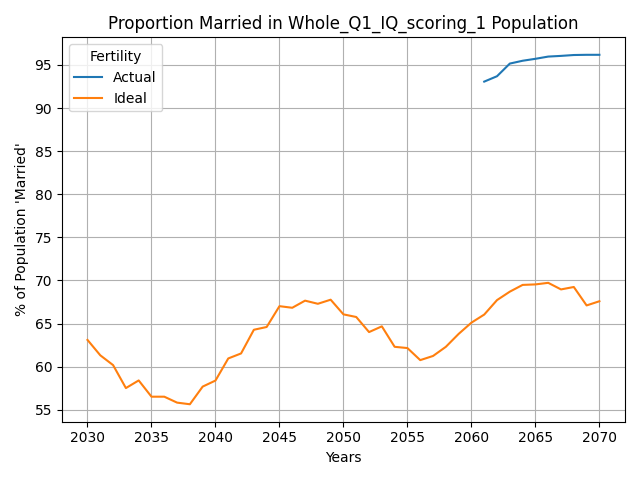 Proportion Married in Whole_Q1_IQ_scoring_1 Population
Fertility
Actual
Ideal
% of Population 'Married'
95
90
85
80
75
70
65
60
55
2030 2035 2040 2045 2050 2055 2060 2065 2070
Years